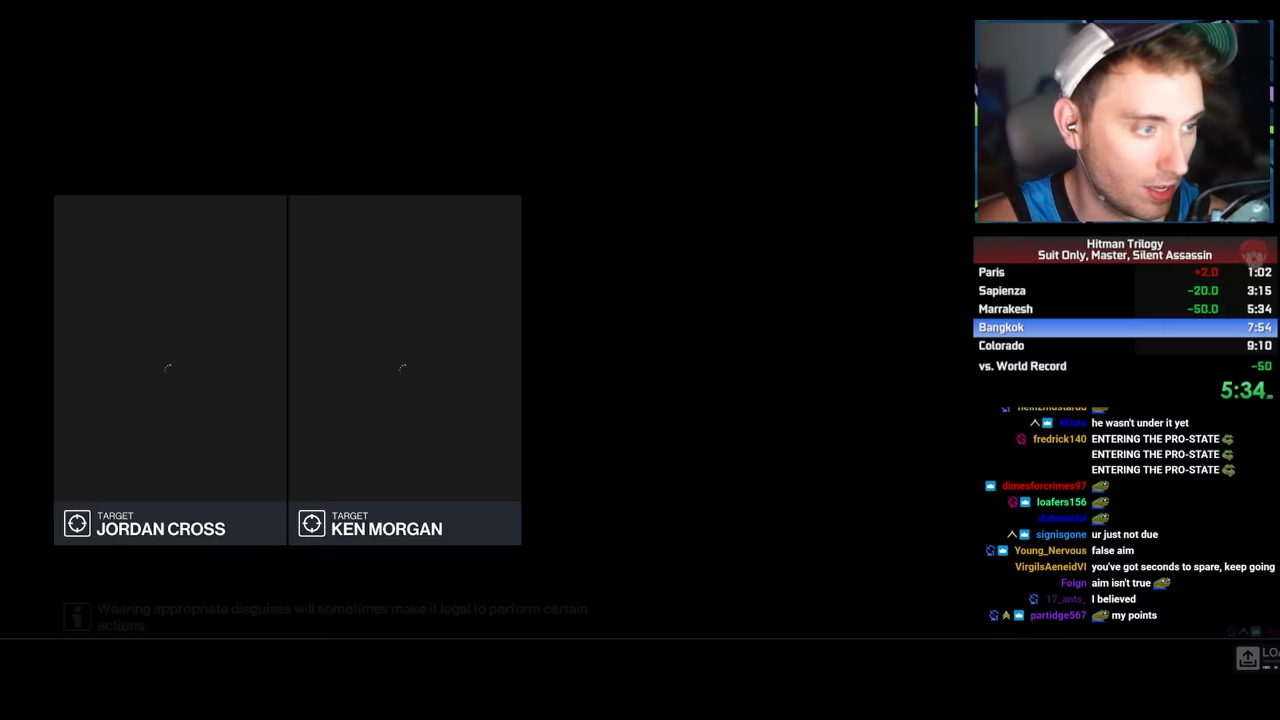 TARGET
JORDAN CROSS
TARGET
KEN MORGAN
Wearing appropriate disguises will sometimes make it legal to perform certain
actions.
Hitman Trilogy
Suit Only, Master, Silent Assassin
Paris +2.0 1:02
Sapienza -20.0 3:15
Marrakesh -50.0 5:34
Bangkok 7:54
Colorado 9:10
vs. World Record -50
5:34
he wasn't under it yet
fredrick140 ENTERING THE PRO-STATE
ENTERING THE PRO-STATE
ENTERING THE PRO-STATE
dimesforcrimes97
loafers156
signisgone ur just not due
Young_Nervous false aim
VirgilsAeneidVI you've got seconds to spare, keep going
Foign aim isn't true
17_ants_ I believed
partidge567 my points